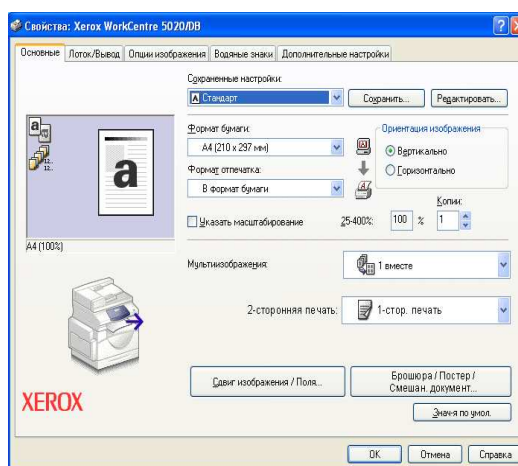 Свойства: Xerox WorkCentre 5020/DB
Основные Лоток/Вывод Опции изображения Водяные знаки Дополнительные настройки
Сохраненные настройки:
Стандарт Сохранить... Редактировать...
Формат бумаги: Ориентация изображения
A4 (210 x 297 мм) Вертикально
Формат отпечатка: Горизонтально
В формат бумаги
Копии:
Указать масштабирование 25-400%: 100 % 1
A4 (100%)
Мультиизображения: 1 вместе
2-сторонняя печать: 1-стор. печать
Сдвиг изображения / Поля... Брошюра / Постер /
Смешан. документ...
XEROX
Знач-я по умол.
OK Отмена Справка